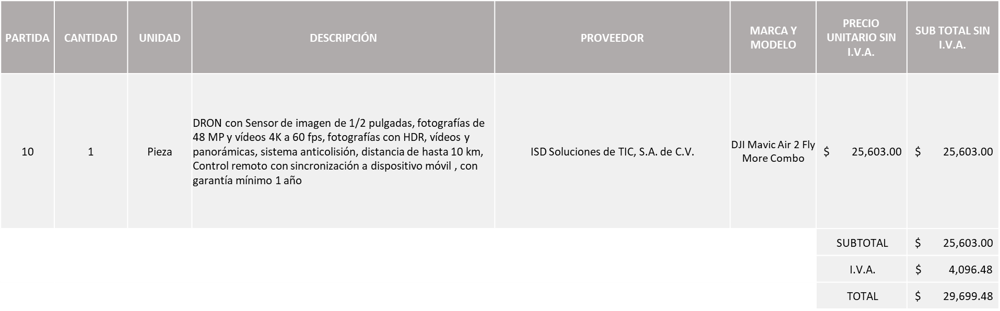 PARTIDA
CANTIDAD
UNIDAD
DESCRIPCIÓN
PROVEEDOR
MARCA Y
MODELO
PRECIO
UNITARIO SIN
I.V.A.
SUB TOTAL SIN
I.V.A.
10
1
Pieza
DRON con Sensor de imagen de 1/2 pulgadas, fotografías de
48 MP y vídeos 4K a 60 fps, fotografías con HDR, vídeos y
panorámicas, sistema anticolisión, distancia de hasta 10 km,
Control remoto con sincronización a dispositivo móvil , con
garantía mínimo 1 año
ISD Soluciones de TIC, S.A. de C.V.
DJI Mavic Air 2 Fly
More Combo
$ 25,603.00
$ 25,603.00
SUBTOTAL $ 25,603.00
I.V.A. $ 4,096.48
TOTAL $ 29,699.48